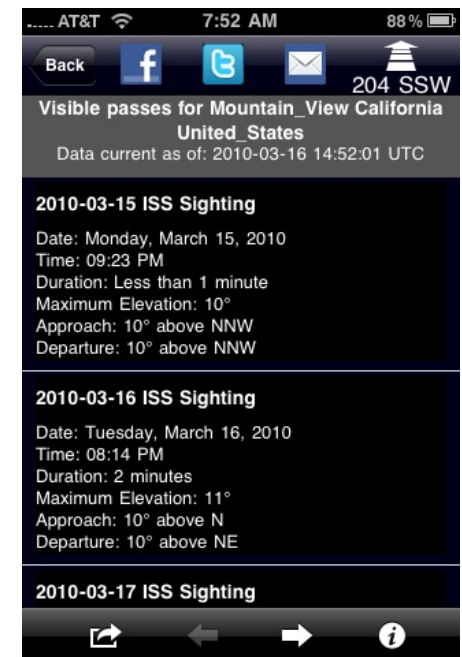 ..... AT&T 7:52 AM 88%
Back f 204 SSW
Visible passes for Mountain_View California
United_States
Data current as of: 2010-03-16 14:52:01 UTC
2010-03-15 ISS Sighting
Date: Monday, March 15, 2010
Time: 09:23 PM
Duration: Less than 1 minute
Maximum Elevation: 10°
Approach: 10° above NNW
Departure: 10° above NNW
2010-03-16 ISS Sighting
Date: Tuesday, March 16, 2010
Time: 08:14 PM
Duration: 2 minutes
Maximum Elevation: 11°
Approach: 10° above N
Departure: 10° above NE
2010-03-17 ISS Sighting